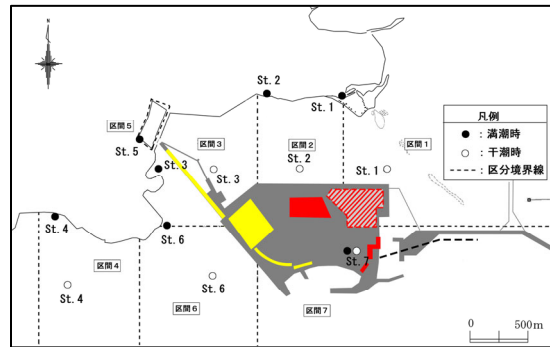 N
St. 2
St. 1
区間5
St. 5
区間3
区間2
区間1
凡例
●：満潮時
○：干潮時
：区分境界線
St. 3
St. 3
St. 2
St. 1
St. 4
St. 6
St. 7
区間4
St. 4
St. 6
区間6
区間7
0 500m